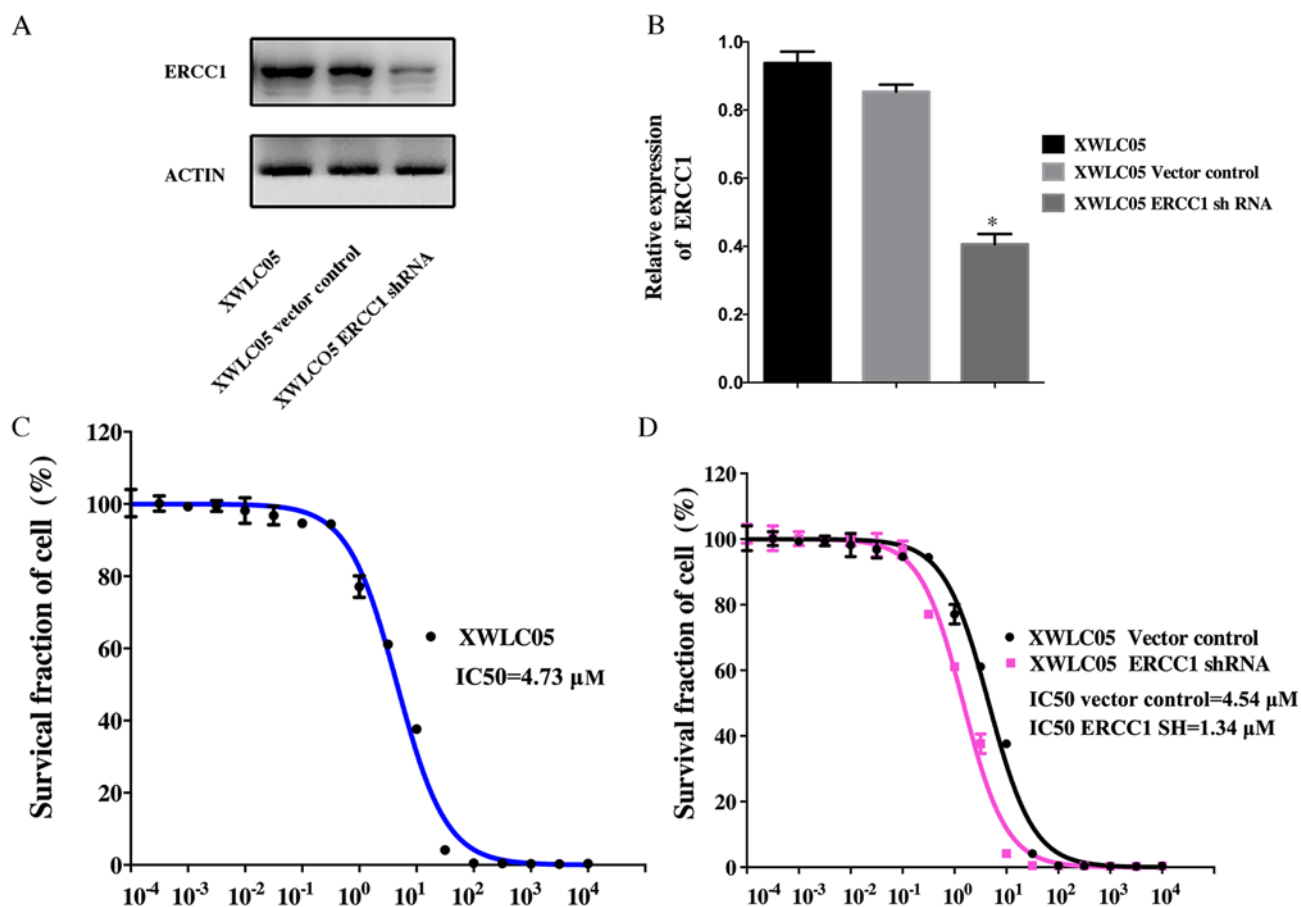 A
ERCC1
ACTIN
XWLC05
XWLC05 vector control
XWLCO5 ERCC1 shRNA
B
Relative expression
of ERCC1
1.0
0.8
0.6
0.4
0.2
0.0
*
XWLC05
XWLC05 Vector control
XWLC05 ERCC1 sh RNA
C
Survical fraction of cell (%)
120
100
80
60
40
20
0
10-4 10-3 10-2 10-1 100 101 102 103 104
XWLC05
IC50=4.73 µM
D
Survival fraction of cell (%)
120
100
80
60
40
20
0
10-4 10-3 10-2 10-1 100 101 102 103 104
XWLC05 Vector control
XWLC05 ERCC1 shRNA
IC50 vector control=4.54 µM
IC50 ERCC1 SH=1.34 µM